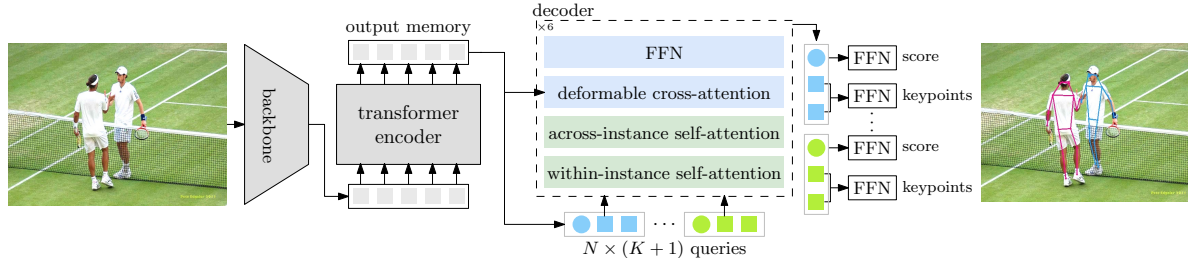 backbone
output memory
transformer
encoder
decoder
×6
FFN
deformable cross-attention
across-instance self-attention
within-instance self-attention
· · ·
N × (K + 1) queries
FFN score
FFN keypoints
FFN score
FFN keypoints